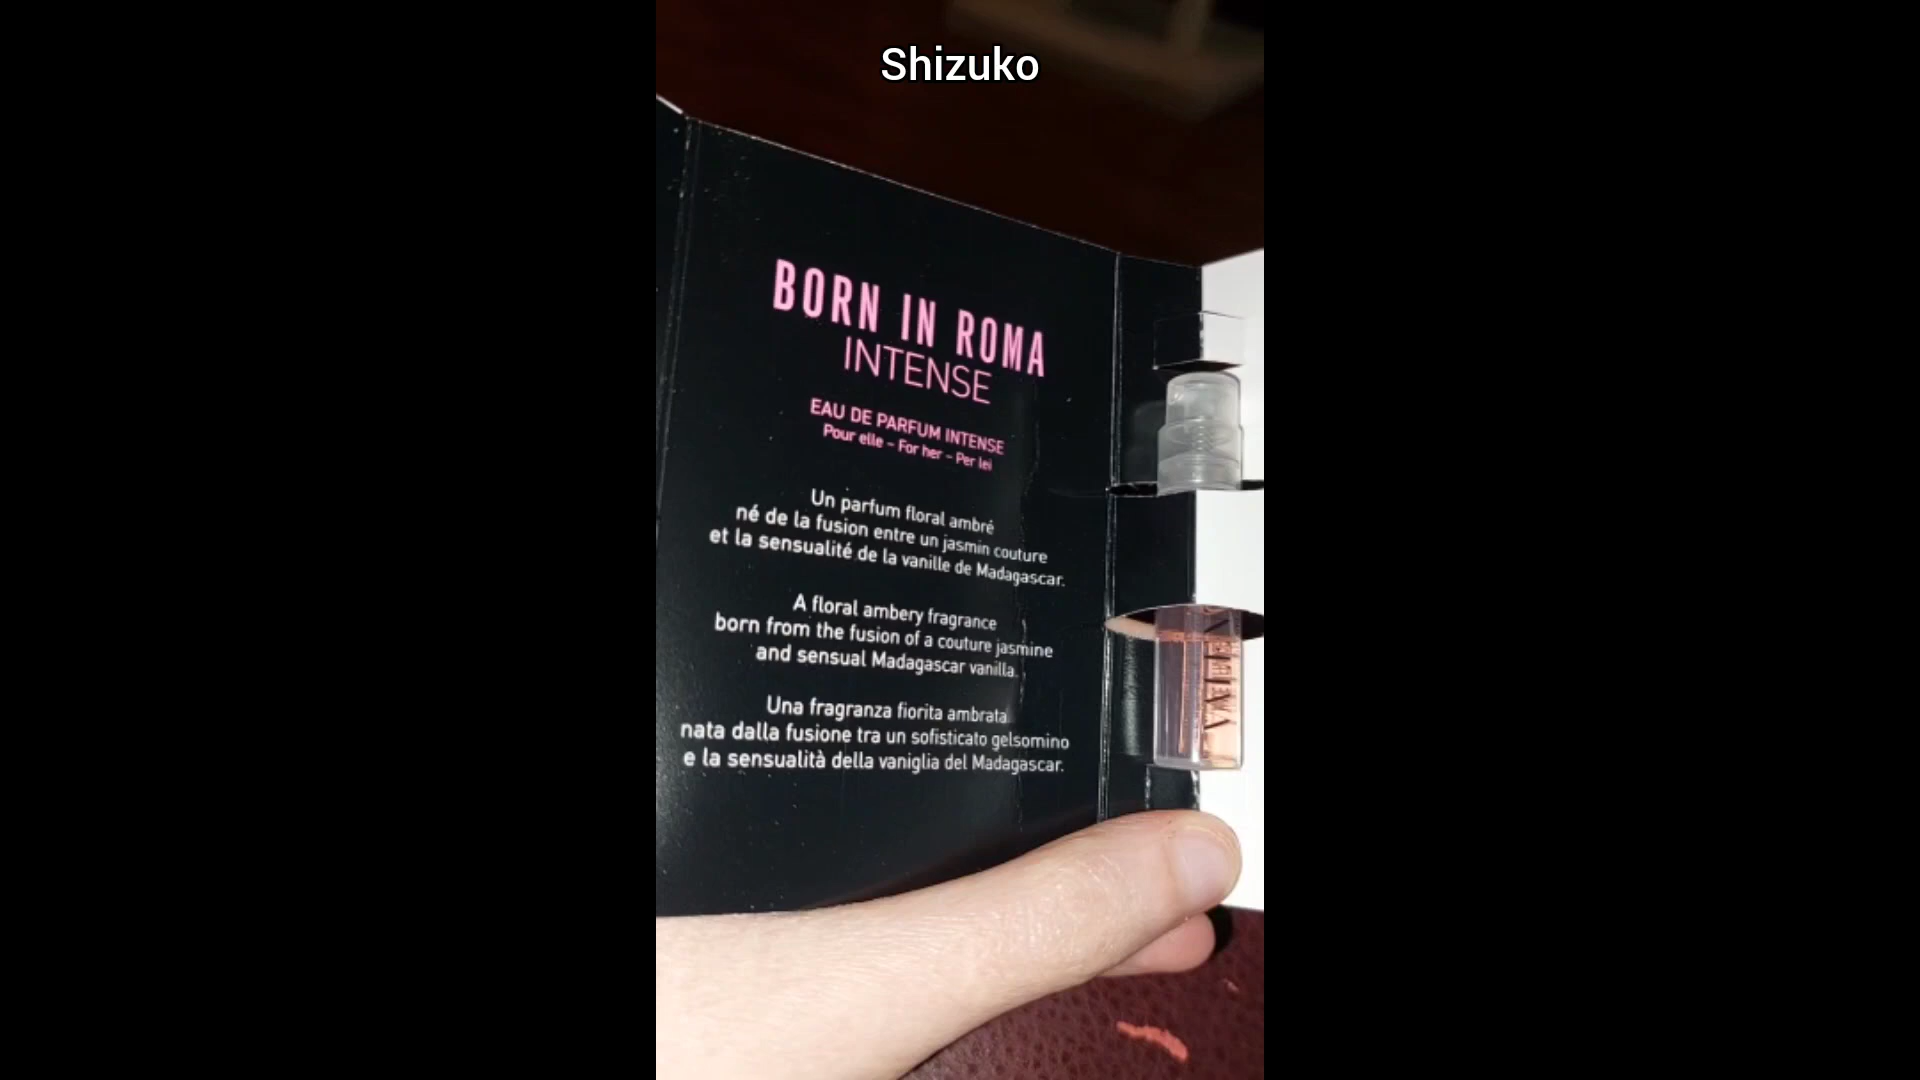 Shizuko
BORN IN ROMA
INTENSE
EAU DE PARFUM INTENSE
Pour elle – For her – Per lei
Un parfum floral ambré
né de la fusion entre un jasmin couture
et la sensualité de la vanille de Madagascar.
A floral ambery fragrance
born from the fusion of a couture jasmine
and sensual Madagascar vanilla.
Una fragranza fiorita ambrata
nata dalla fusione tra un sofisticato gelsomino
e la sensualità della vaniglia del Madagascar.